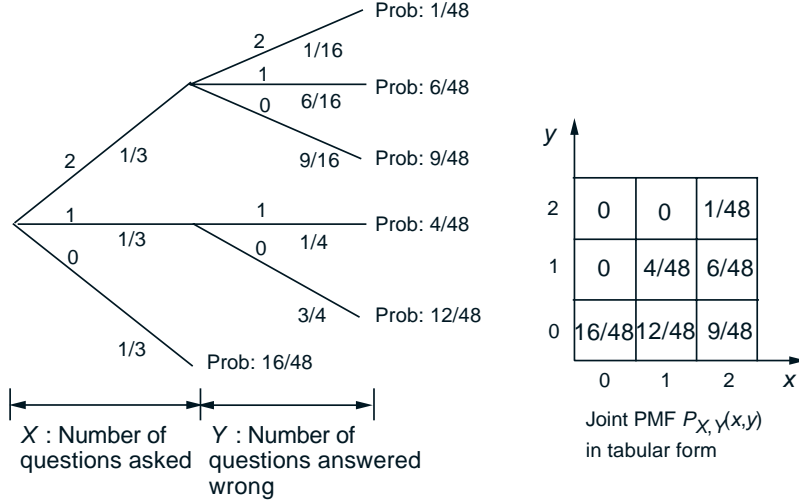 Prob: 1/48
2
1/16
1
Prob: 6/48
6/16
0
9/16
Prob: 9/48
2
1/3
1
1/3
1
Prob: 4/48
1/4
0
0
3/4
Prob: 12/48
1/3
Prob: 16/48
X : Number of
questions asked
Y : Number of
questions answered
wrong
y
2 0 0 1/48
1 0 4/48 6/48
0 16/48 12/48 9/48
0 1 2 x
Joint PMF P_{X,Y}(x,y)
in tabular form